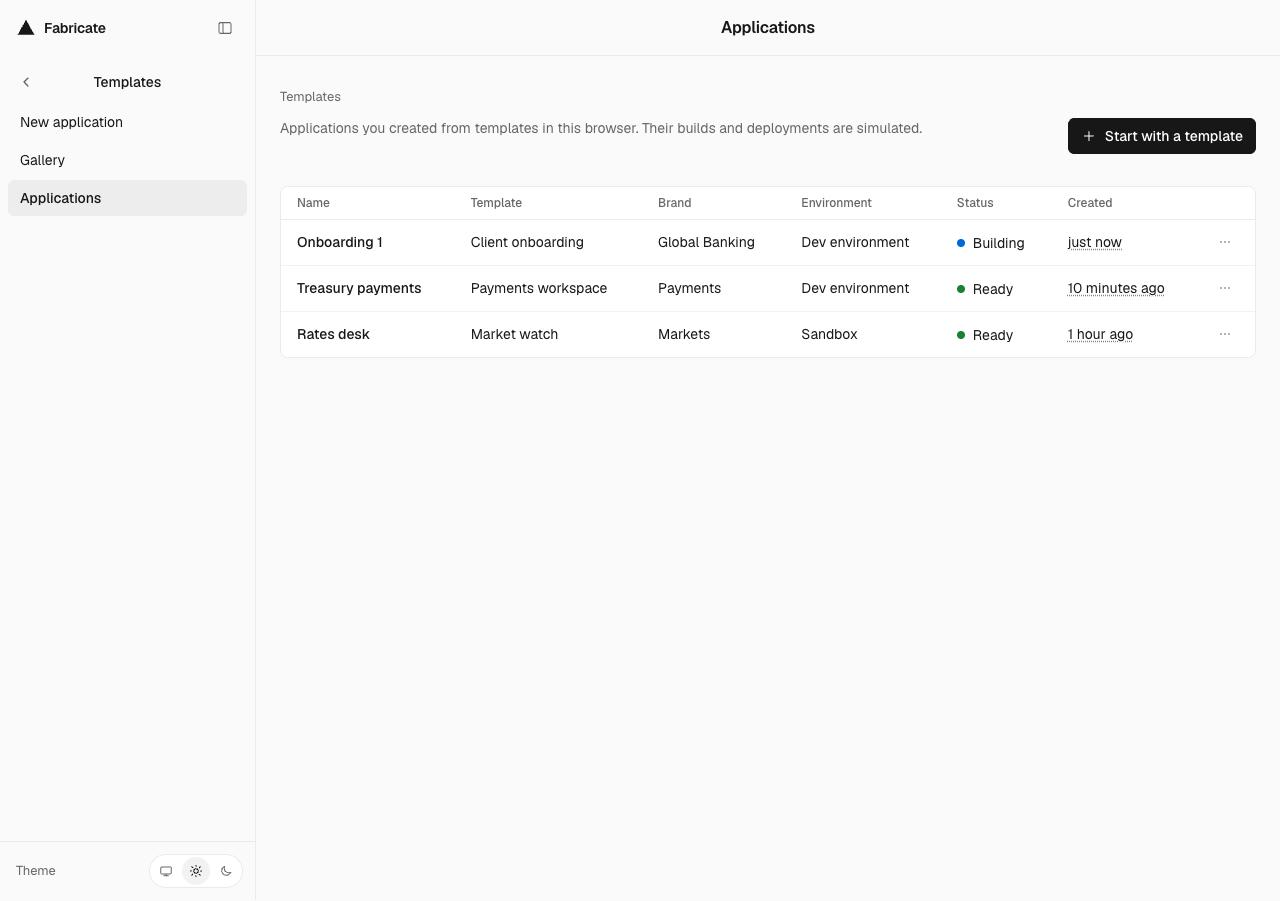 Fabricate
Applications
Templates
New application
Gallery
Applications
Templates
Applications you created from templates in this browser. Their builds and deployments are simulated.
Start with a template
Name Template Brand Environment Status Created
Onboarding 1 Client onboarding Global Banking Dev environment Building just now
Treasury payments Payments workspace Payments Dev environment Ready 10 minutes ago
Rates desk Market watch Markets Sandbox Ready 1 hour ago
Theme